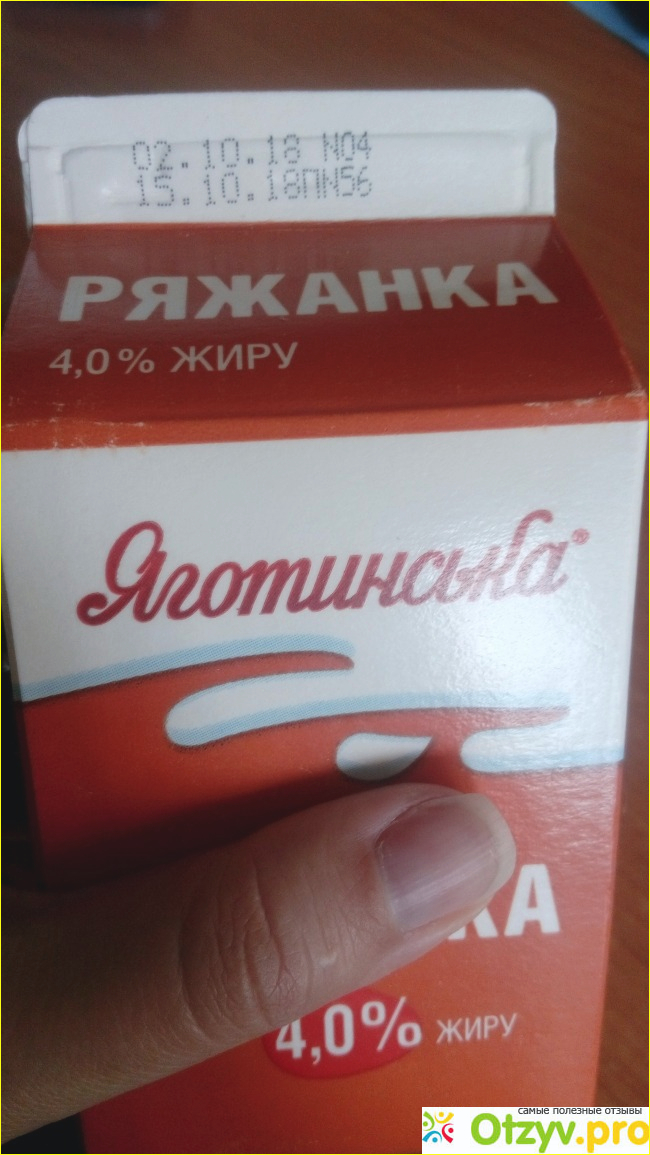 02.10.18 N04
15.10.18ПN56
РЯЖАНКА
4,0% ЖИРУ
Яготинська®
КА
4,0% ЖИРУ
самые полезные отзывы
Otzyv.pro